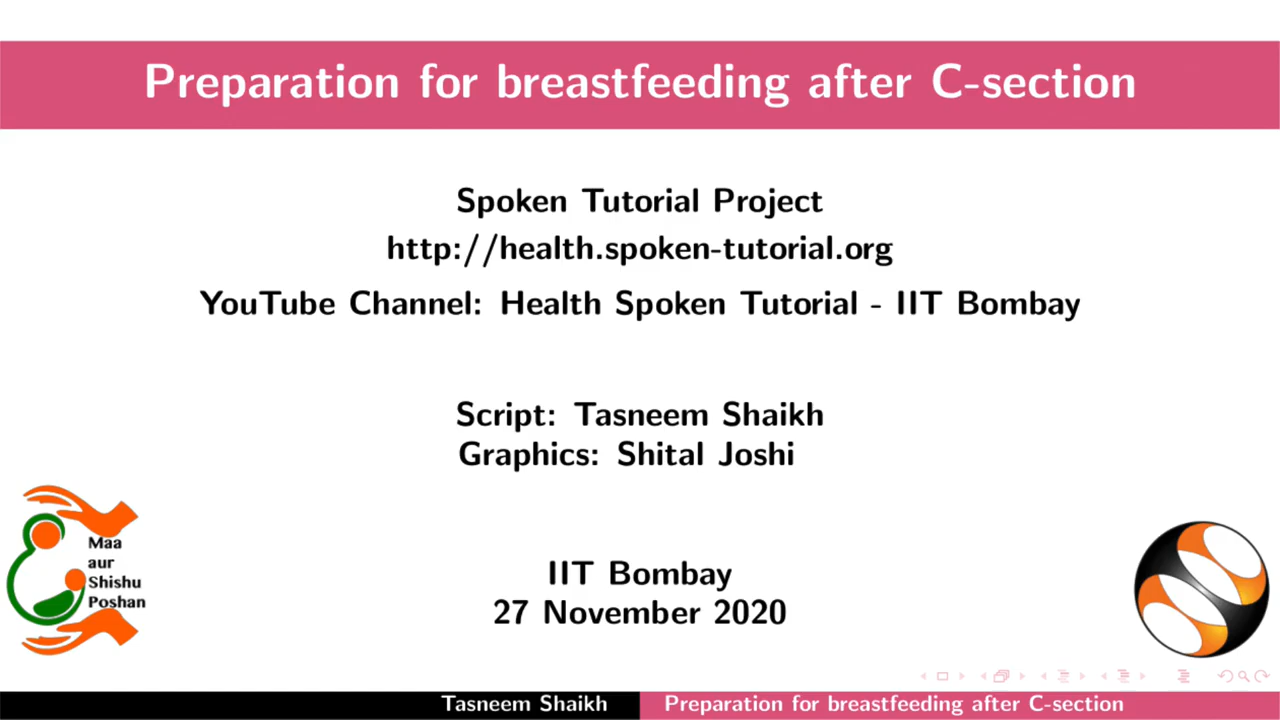 Preparation for breastfeeding after C-section
Spoken Tutorial Project
http://health.spoken-tutorial.org
YouTube Channel: Health Spoken Tutorial - IIT Bombay
Script: Tasneem Shaikh
Graphics: Shital Joshi
Maa
aur
Shishu
Poshan
IIT Bombay
27 November 2020
Tasneem Shaikh
Preparation for breastfeeding after C-section